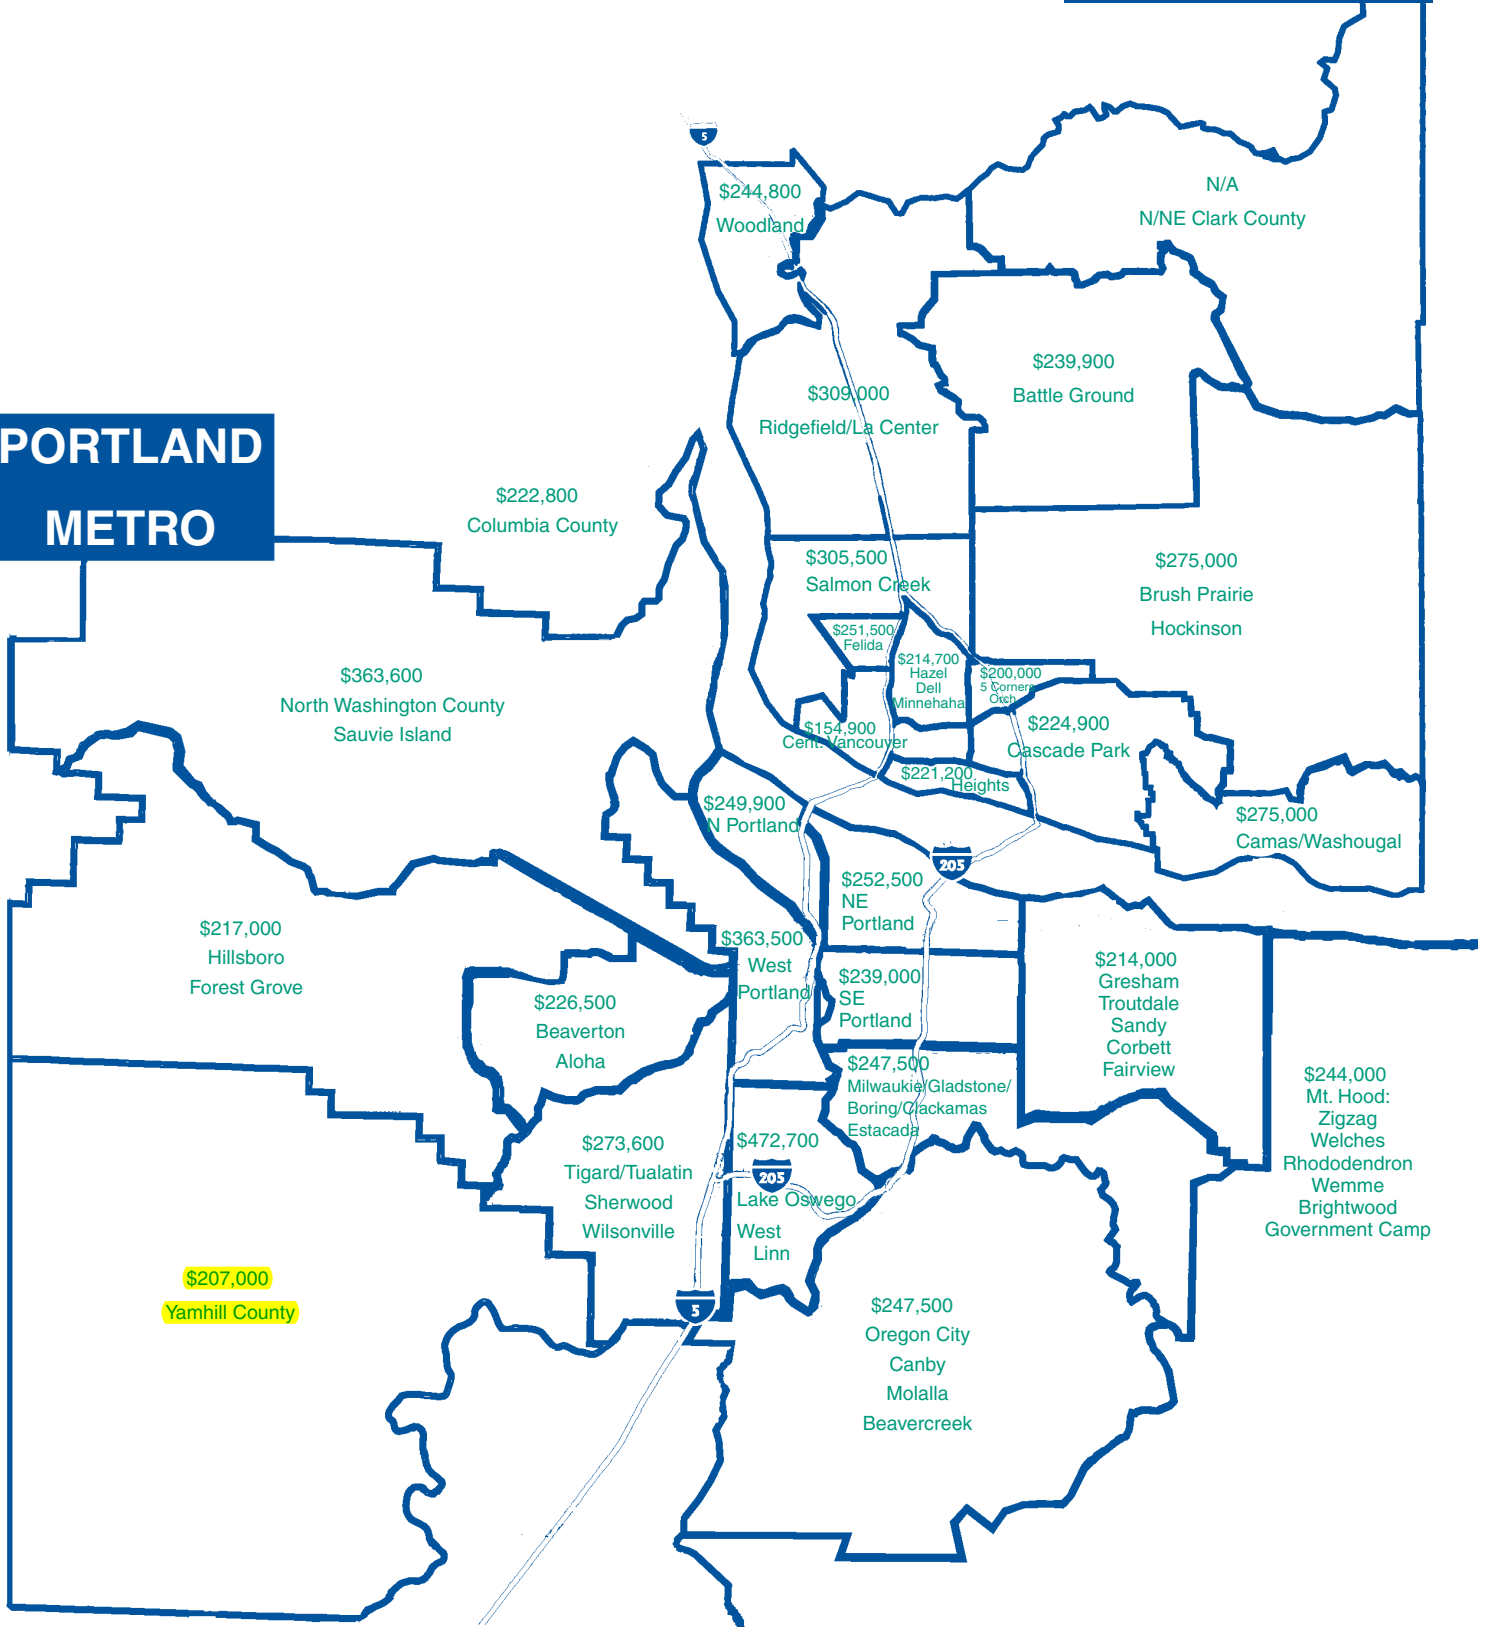 5
$244,800
Woodland
N/A
N/NE Clark County
$239,900
Battle Ground
$309,000
Ridgefield/La Center
PORTLAND
METRO
$222,800
Columbia County
$305,500
Salmon Creek
$275,000
Brush Prairie
Hockinson
$251,500
Felida
$214,700
Hazel
Dell
Minnehaha
$200,000
5 Corners
Orch
$363,600
North Washington County
Sauvie Island
$154,900
Cent. Vancouver
$224,900
Cascade Park
$221,200
Heights
$249,900
N Portland
$275,000
Camas/Washougal
205
$252,500
NE
Portland
$217,000
Hillsboro
Forest Grove
$363,500
West
Portland
$239,000
SE
Portland
$214,000
Gresham
Troutdale
Sandy
Corbett
Fairview
$226,500
Beaverton
Aloha
$247,500
Milwaukie/Gladstone/
Boring/Clackamas
Estacada
$244,000
Mt. Hood:
Zigzag
Welches
Rhododendron
Wemme
Brightwood
Government Camp
$273,600
Tigard/Tualatin
Sherwood
Wilsonville
$472,700
205
Lake Oswego
West
Linn
$207,000
Yamhill County
5
$247,500
Oregon City
Canby
Molalla
Beavercreek